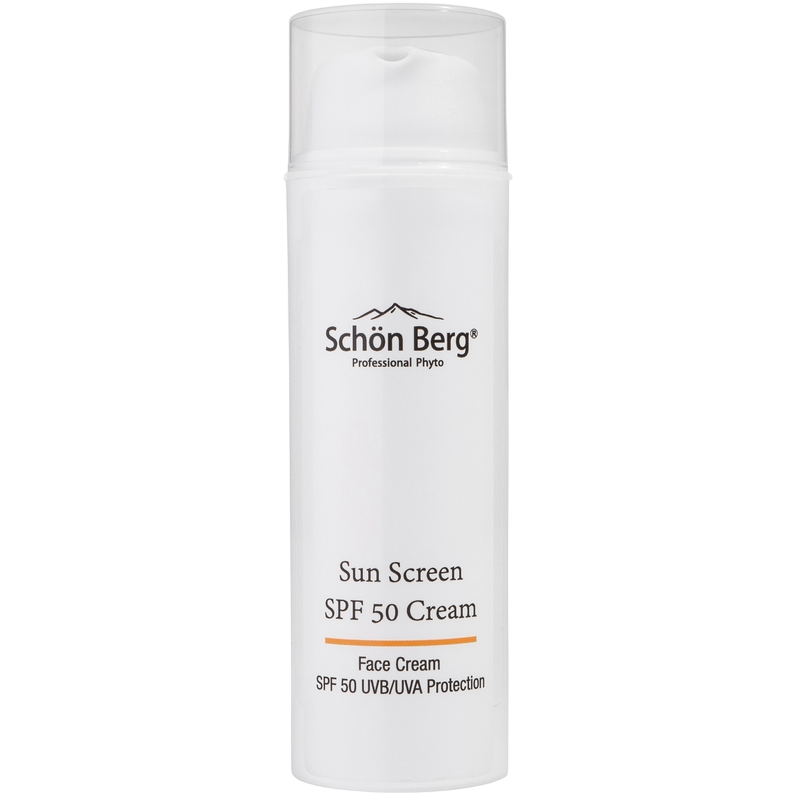 Schön Berg®
Professional Phyto
Sun Screen
SPF 50 Cream
Face Cream
SPF 50 UVB/UVA Protection